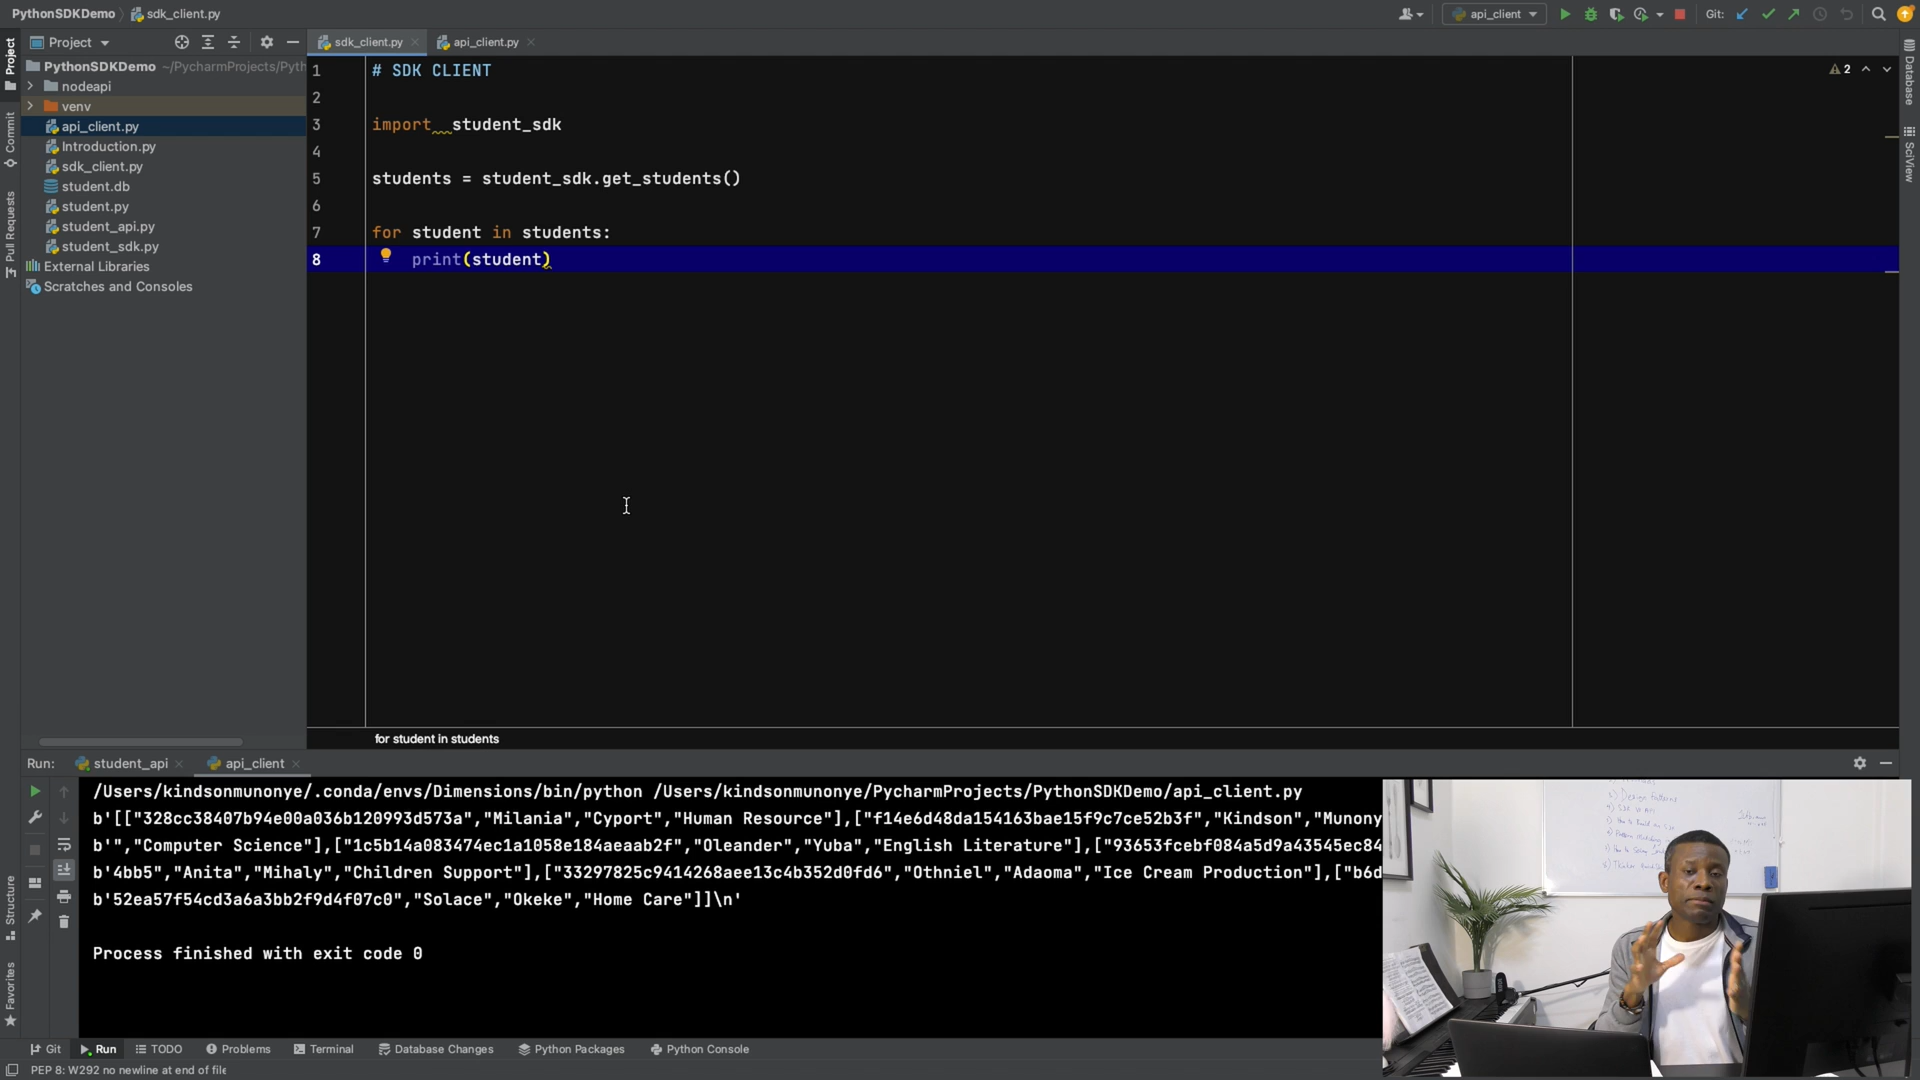 PythonSDKDemo
sdk_client.py
api_client
Git:
Project
sdk_client.py
api_client.py
Project
Commit
Pull Requests
Structure
Favorites
Database
SciView
PythonSDKDemo ~/PycharmProjects/Pyth
nodeapi
venv
api_client.py
Introduction.py
sdk_client.py
student.db
student.py
student_api.py
student_sdk.py
External Libraries
Scratches and Consoles
2
1 # SDK CLIENT
2
3 import  student_sdk
4
5 students = student_sdk.get_students()
6
7 for student in students:
8 print(student)
for student in students
Run:
student_api
api_client
/Users/kindsonmunonye/.conda/envs/Dimensions/bin/python /Users/kindsonmunonye/PycharmProjects/PythonSDKDemo/api_client.py
b'[["328cc38407b94e00a036b120993d573a","Milania","Cyport","Human Resource"],["f14e6d48da154163bae15f9c7ce52b3f","Kindson","Munony
b'","Computer Science"],["1c5b14a083474ec1a1058e184aeaab2f","Oleander","Yuba","English Literature"],["93653fcebf084a5d9a43545ec84
b'4bb5","Anita","Mihaly","Children Support"],["33297825c9414268aee13c4b352d0fd6","Othniel","Adaoma","Ice Cream Production"],["b6d
b'52ea57f54cd3a6a3bb2f9d4f07c0","Solace","Okeke","Home Care"]]\n'
Process finished with exit code 0
Design Patterns
SDK vs API
Git
Run
TODO
Problems
Terminal
Database Changes
Python Packages
Python Console
PEP 8: W292 no newline at end of file